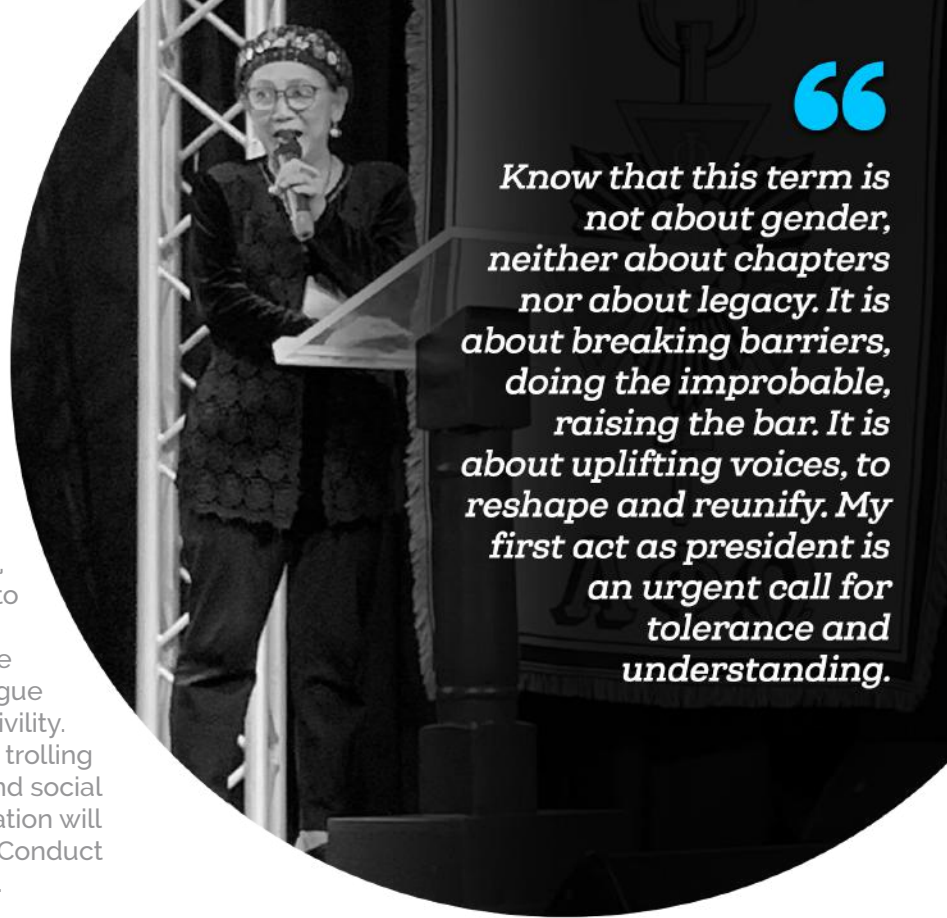 “
Know that this term is
not about gender,
neither about chapters
nor about legacy. It is
about breaking barriers,
doing the improbable,
raising the bar. It is
about uplifting voices, to
reshape and reunify. My
first act as president is
an urgent call for
tolerance and
understanding.
to
ivility.
trolling
social
will
Conduct